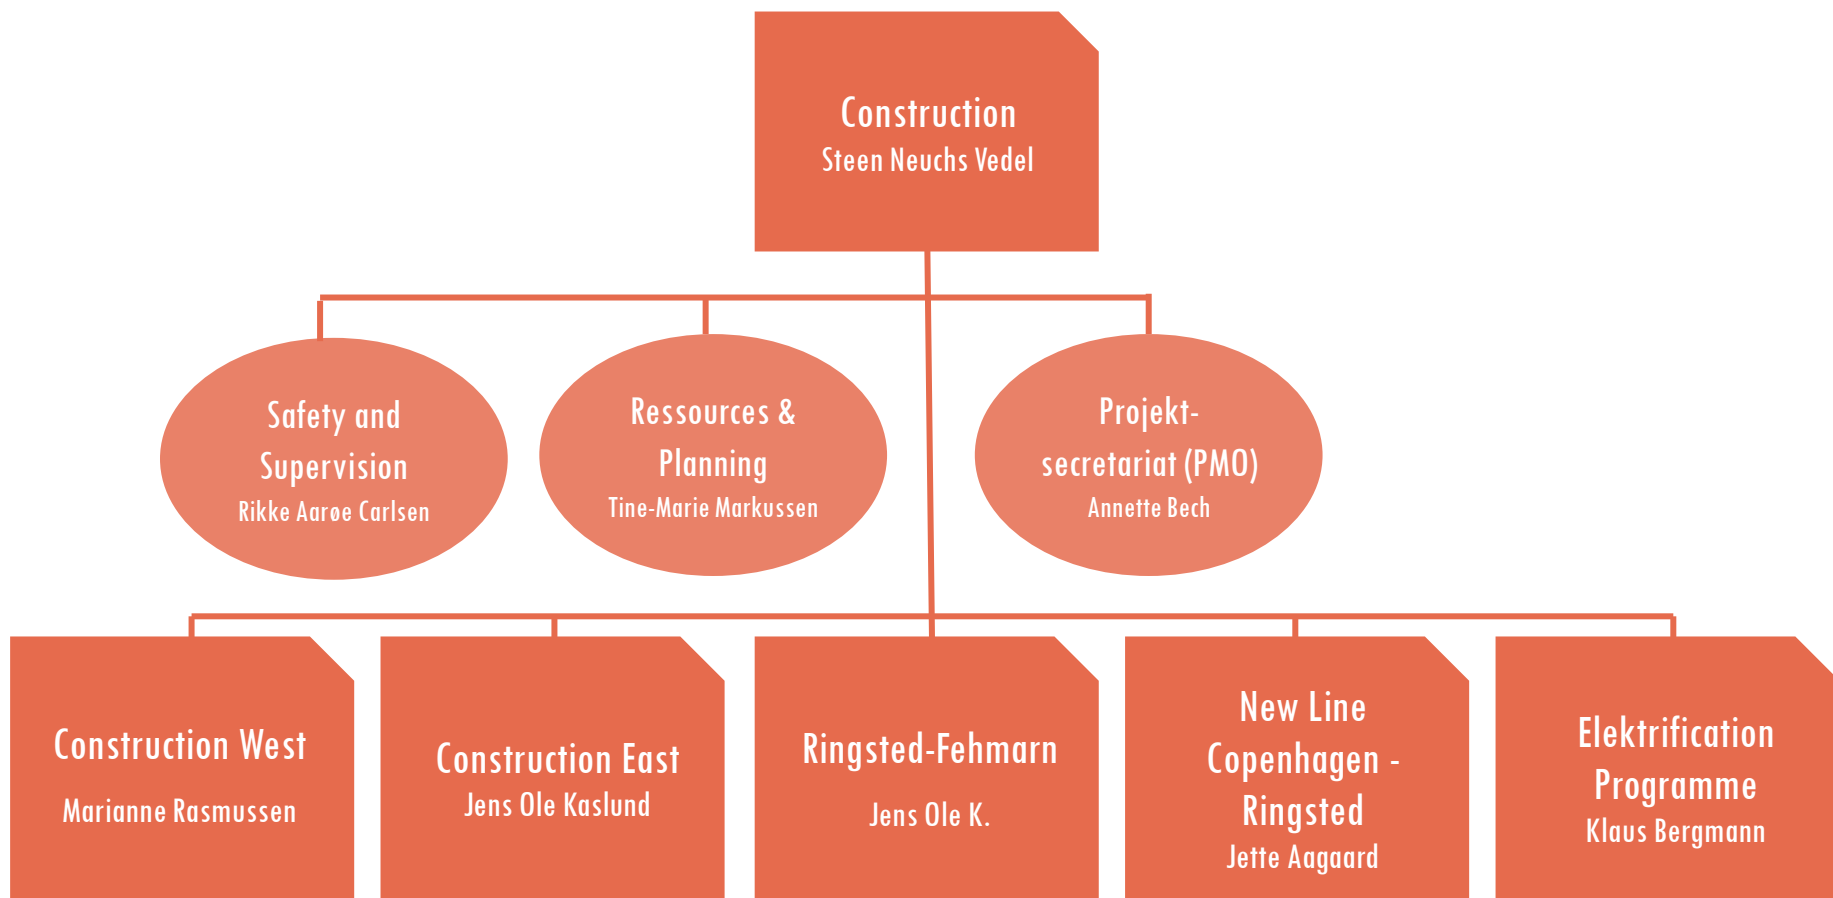 Construction
Steen Neuchs Vedel
Safety and
Supervision
Rikke Aarøe Carlsen
Ressources &
Planning
Tine-Marie Markussen
Projekt-
secretariat (PMO)
Annette Bech
Construction West
Marianne Rasmussen
Construction East
Jens Ole Kaslund
Ringsted-Fehmarn
Jens Ole K.
New Line
Copenhagen -
Ringsted
Jette Aagaard
Elektrification
Programme
Klaus Bergmann